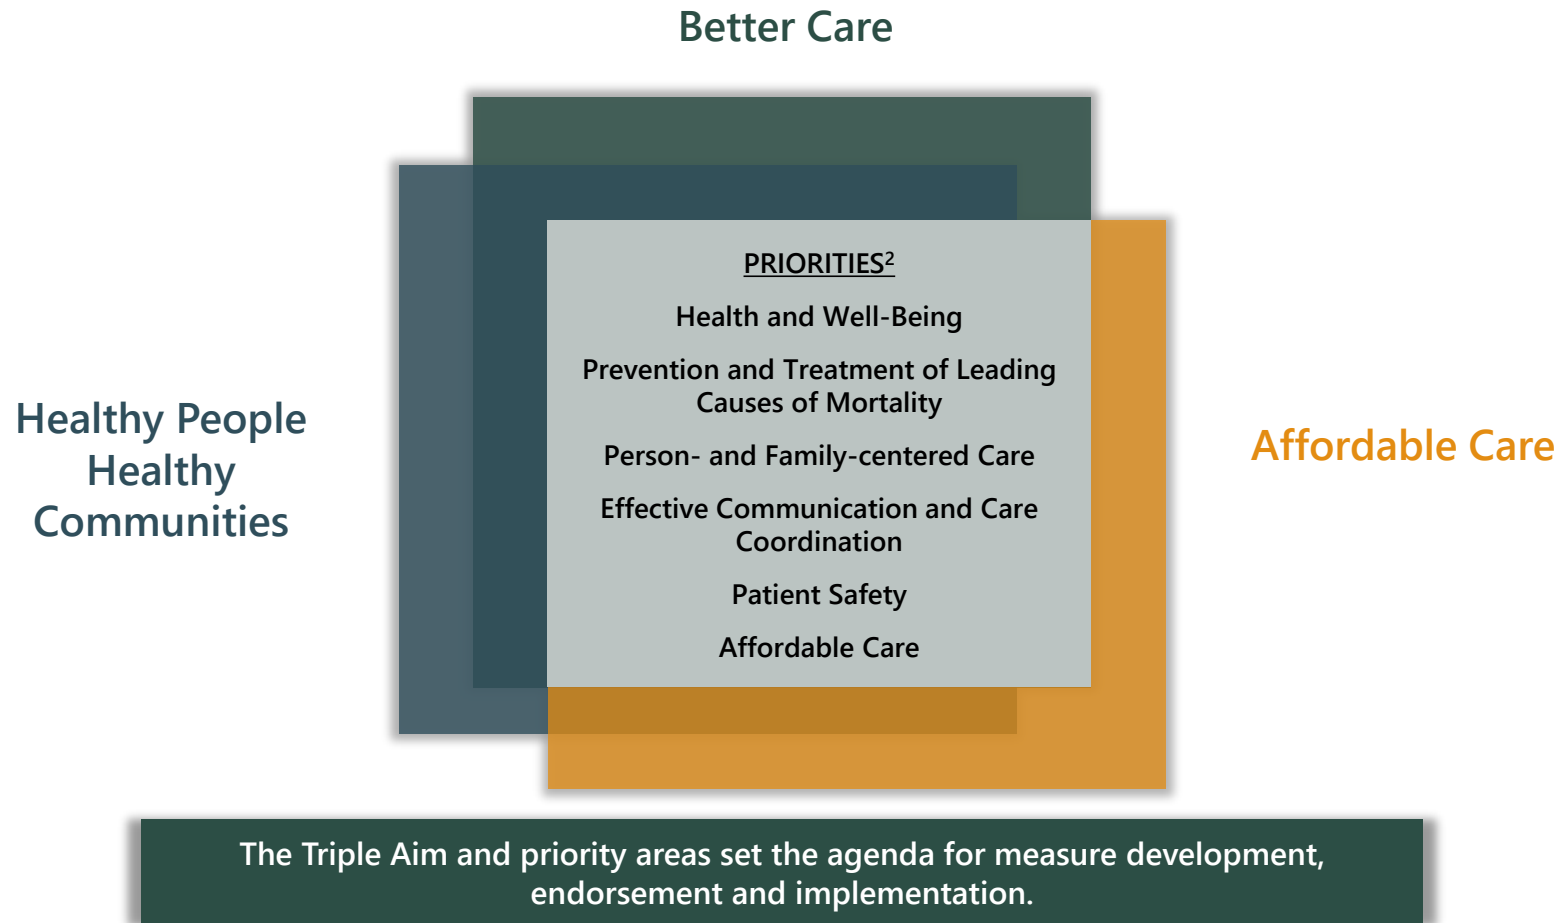 Better Care
PRIORITIES²
Health and Well-Being
Prevention and Treatment of Leading
Causes of Mortality
Person- and Family-centered Care
Effective Communication and Care
Coordination
Patient Safety
Affordable Care
Healthy People
Healthy
Communities
Affordable Care
The Triple Aim and priority areas set the agenda for measure development,
endorsement and implementation.